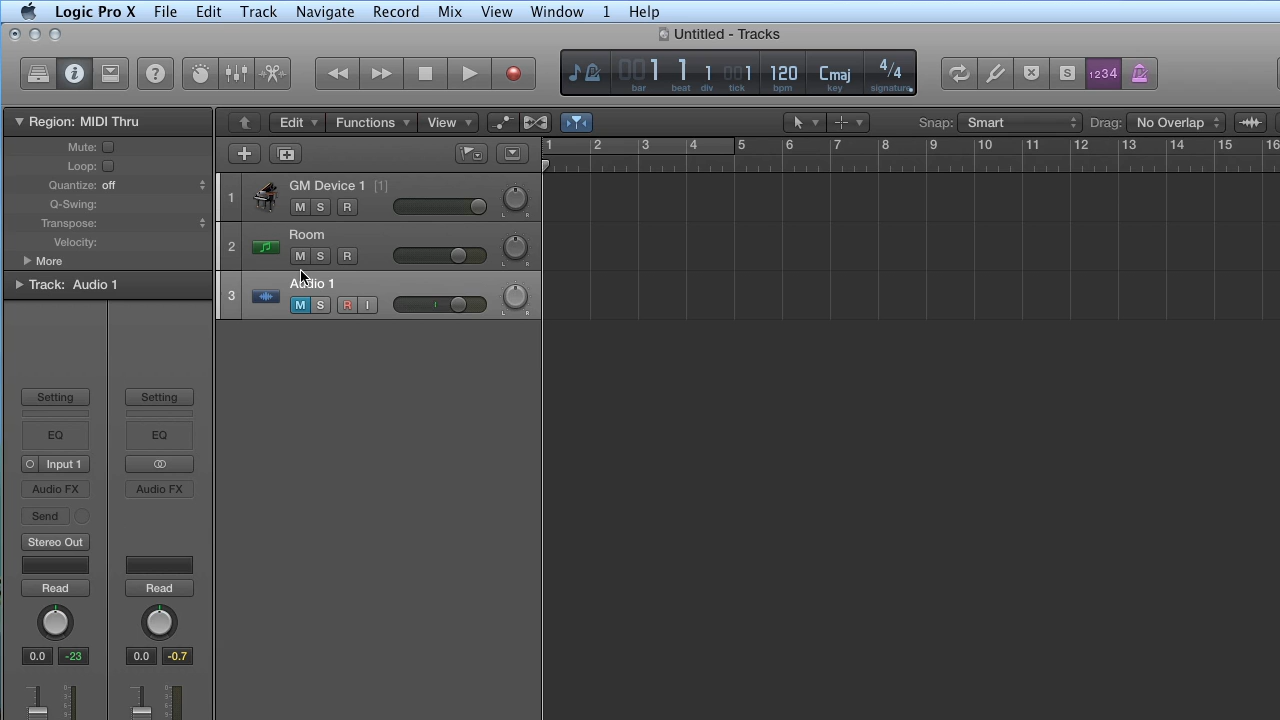 Logic Pro X File Edit Track Navigate Record Mix View Window 1 Help
Untitled - Tracks
001 1 1 001 120 Cmaj 4/4
bar beat div tick bpm key signature
S 1234
Region: MIDI Thru
Edit Functions View Snap: Smart Drag: No Overlap
Mute:
Loop:
Quantize: off
Q-Swing:
Transpose:
Velocity:
More
Track: Audio 1
1 2 3 4 5 6 7 8 9 10 11 12 13 14 15 16
1 GM Device 1 [1]
M S R L R
2 Room
M S R L R
3 Audio 1
M S R I L R
Setting Setting
EQ EQ
Input 1
Audio FX Audio FX
Send
Stereo Out
Read Read
0.0 -23 0.0 -0.7